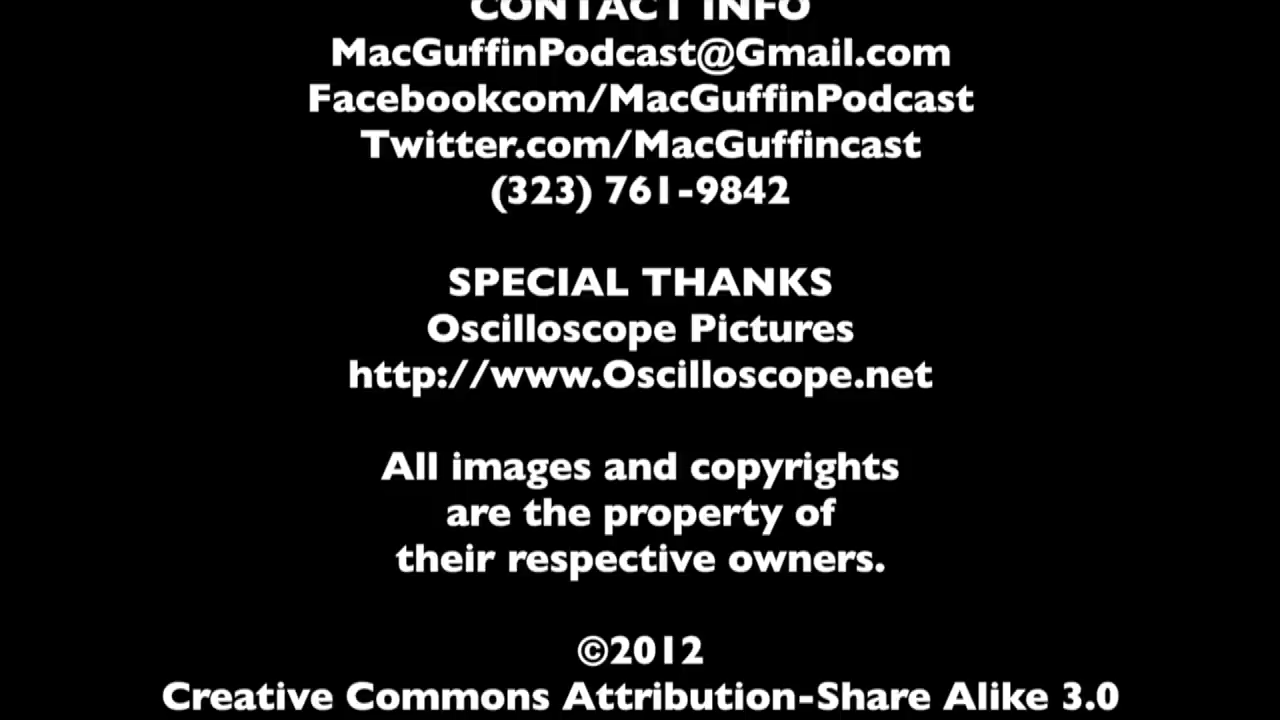 CONTACT INFO
MacGuffinPodcast@Gmail.com
Facebookcom/MacGuffinPodcast
Twitter.com/MacGuffincast
(323) 761-9842
SPECIAL THANKS
Oscilloscope Pictures
http://www.Oscilloscope.net
All images and copyrights
are the property of
their respective owners.
©2012
Creative Commons Attribution-Share Alike 3.0